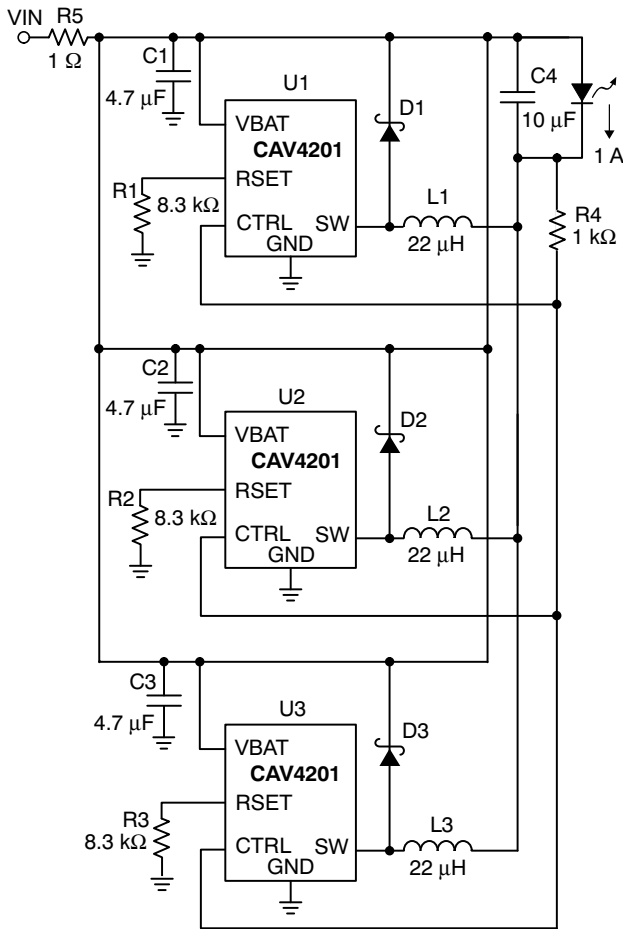 VIN
R5
1 Ω
C1
4.7 µF
U1
VBAT
CAV4201
RSET
CTRL
SW
GND
R1
8.3 kΩ
D1
L1
22 µH
C4
10 µF
1 A
R4
1 kΩ
C2
4.7 µF
U2
VBAT
CAV4201
RSET
CTRL
SW
GND
R2
8.3 kΩ
D2
L2
22 µH
C3
4.7 µF
U3
VBAT
CAV4201
RSET
CTRL
SW
GND
R3
8.3 kΩ
D3
L3
22 µH